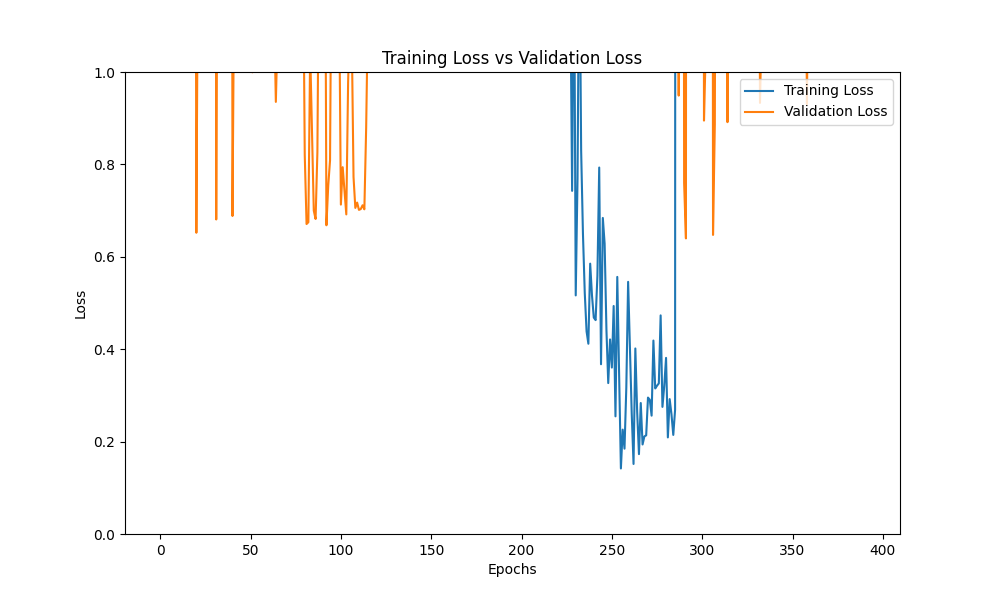 Training Loss vs Validation Loss
Training Loss
Validation Loss
Loss
1.0
0.8
0.6
0.4
0.2
0.0
0 50 100 150 200 250 300 350 400
Epochs